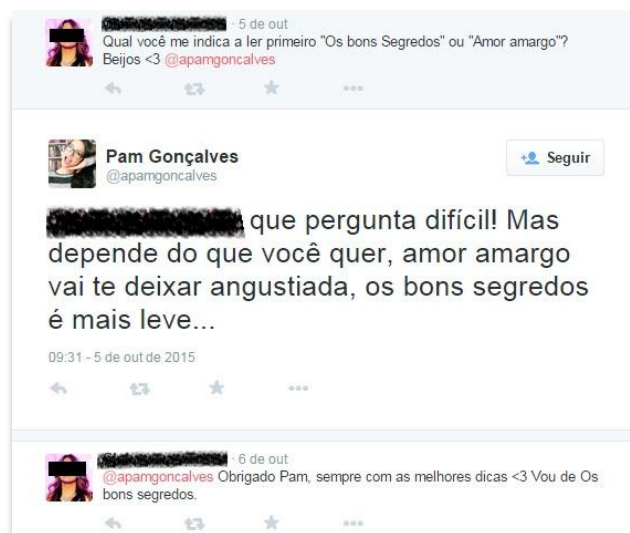 · 5 de out
Qual você me indica a ler primeiro "Os bons Segredos" ou "Amor amargo"?
Beijos <3 @apamgoncalves
Pam Gonçalves
@apamgoncalves
Seguir
que pergunta difícil! Mas
depende do que você quer, amor amargo
vai te deixar angustiada, os bons segredos
é mais leve...
09:31 - 5 de out de 2015
· 6 de out
@apamgoncalves Obrigado Pam, sempre com as melhores dicas <3 Vou de Os
bons segredos.